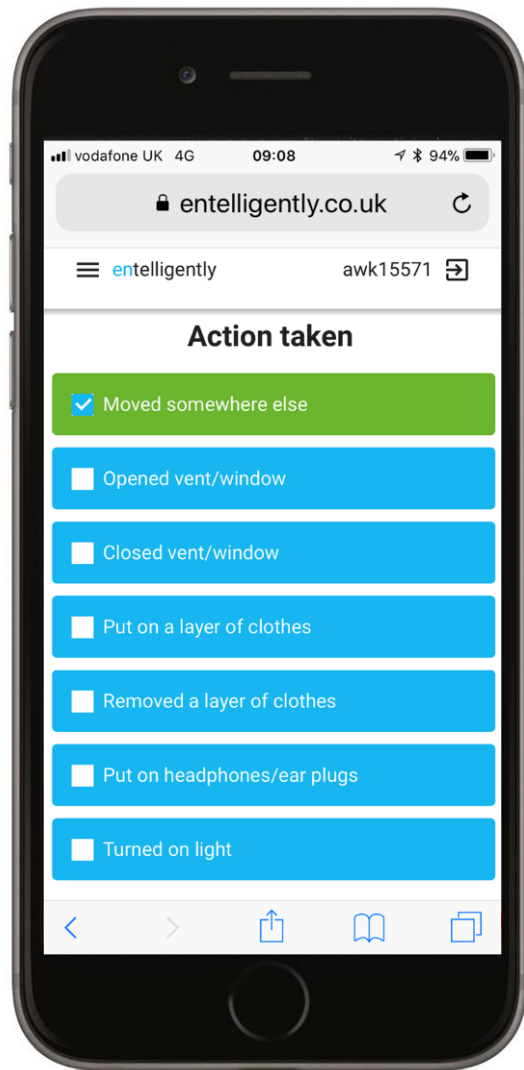 vodafone UK 4G 09:08 94%
entelligently.co.uk
entelligently awk15571
Action taken
Moved somewhere else
Opened vent/window
Closed vent/window
Put on a layer of clothes
Removed a layer of clothes
Put on headphones/ear plugs
Turned on light